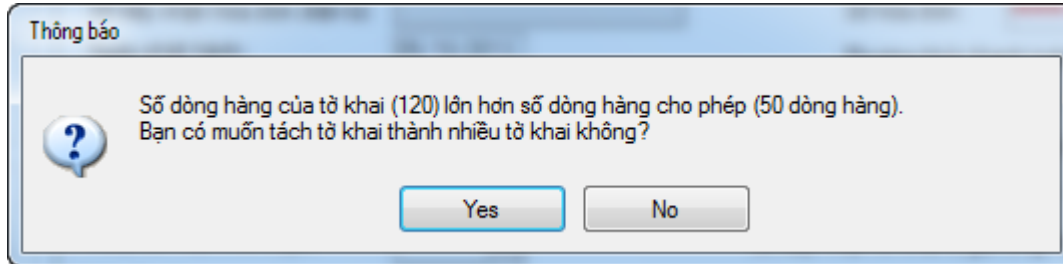 Thông báo
Số dòng hàng của tờ khai (120) lớn hơn số dòng hàng cho phép (50 dòng hàng).
Bạn có muốn tách tờ khai thành nhiều tờ khai không?
Yes
No